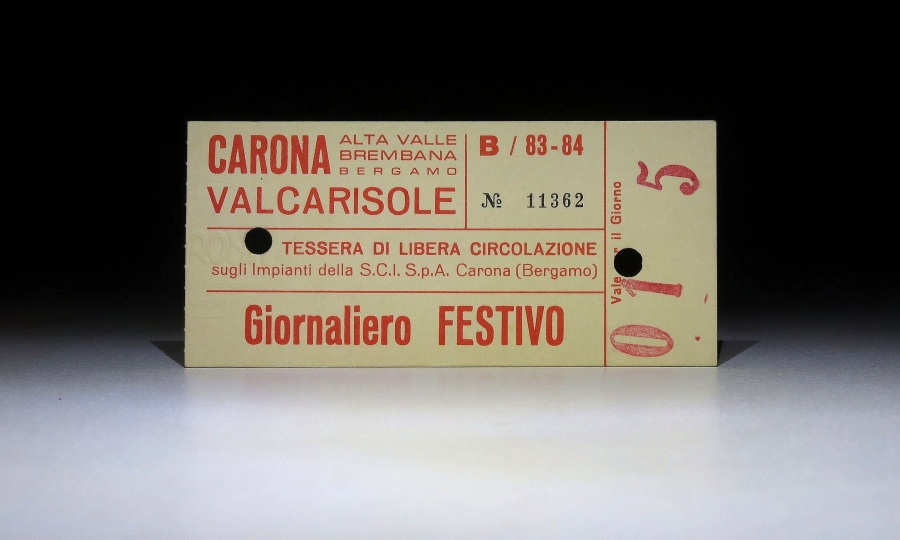 CARONA
ALTA VALLE
BREMBANA
BERGAMO
VALCARISOLE
B / 83-84
№ 11362
TESSERA DI LIBERA CIRCOLAZIONE
sugli Impianti della S.C.I. S.p.A. Carona (Bergamo)
Giornaliero FESTIVO
il Giorno
01 5